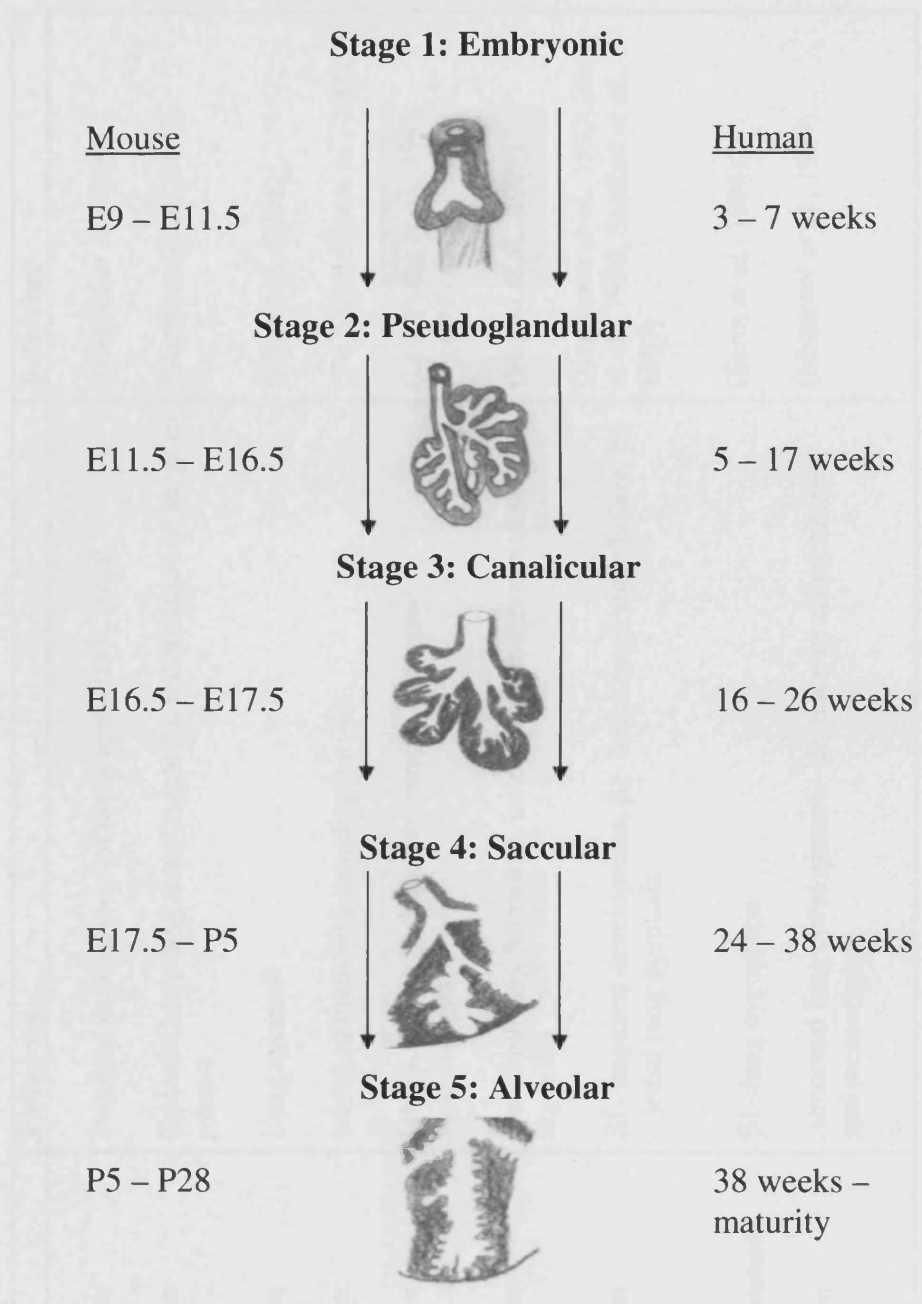 Stage 1: Embryonic
Mouse
Human
E9 – E11.5
3 – 7 weeks
Stage 2: Pseudoglandular
E11.5 – E16.5
5 – 17 weeks
Stage 3: Canalicular
E16.5 – E17.5
16 – 26 weeks
Stage 4: Saccular
E17.5 – P5
24 – 38 weeks
Stage 5: Alveolar
P5 – P28
38 weeks –
maturity